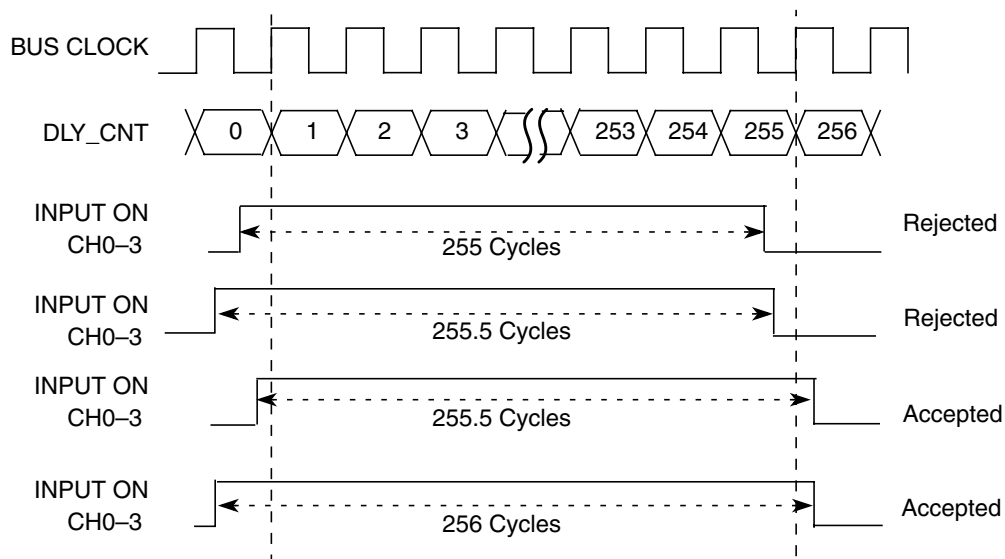 BUS CLOCK
DLY_CNT 0 1 2 3 253 254 255 256
INPUT ON
CH0–3
255 Cycles
Rejected
INPUT ON
CH0–3
255.5 Cycles
Rejected
INPUT ON
CH0–3
255.5 Cycles
Accepted
INPUT ON
CH0–3
256 Cycles
Accepted